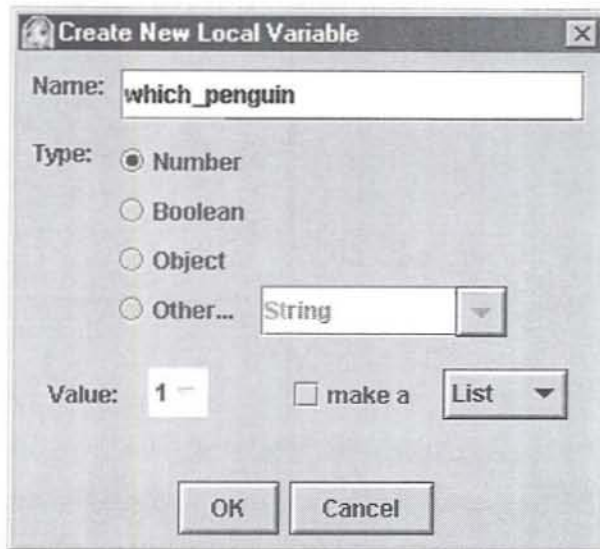 Create New Local Variable
Name: which_penguin
Type: Number
Boolean
Object
Other... String
Value: 1 make a List
OK Cancel